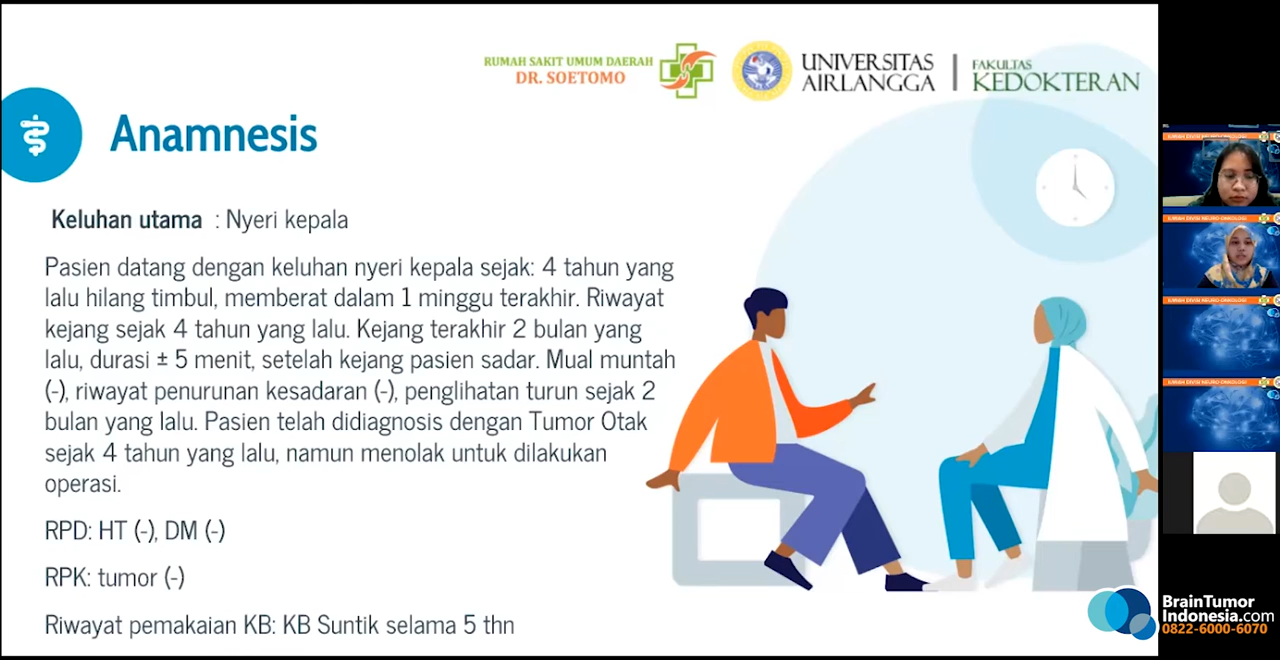 RUMAH SAKIT UMUM DAERAH
DR. SOETOMO
UNIVERSITAS
AIRLANGGA
FAKULTAS
KEDOKTERAN
Anamnesis
Keluhan utama : Nyeri kepala
Pasien datang dengan keluhan nyeri kepala sejak: 4 tahun yang
lalu hilang timbul, memberat dalam 1 minggu terakhir. Riwayat
kejang sejak 4 tahun yang lalu. Kejang terakhir 2 bulan yang
lalu, durasi ± 5 menit, setelah kejang pasien sadar. Mual muntah
(-), riwayat penurunan kesadaran (-), penglihatan turun sejak 2
bulan yang lalu. Pasien telah didiagnosis dengan Tumor Otak
sejak 4 tahun yang lalu, namun menolak untuk dilakukan
operasi.
RPD: HT (-), DM (-)
RPK: tumor (-)
Riwayat pemakaian KB: KB Suntik selama 5 thn
BrainTumor
Indonesia.com
0822-6000-6070